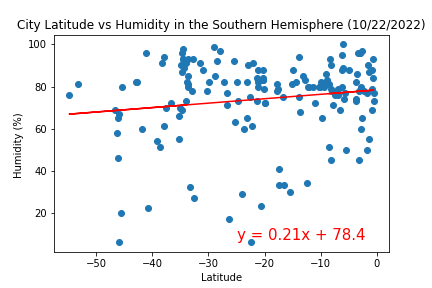 City Latitude vs Humidity in the Southern Hemisphere (10/22/2022)
100
80
60
40
20
Humidity (%)
y = 0.21x + 78.4
−50 −40 −30 −20 −10 0
Latitude